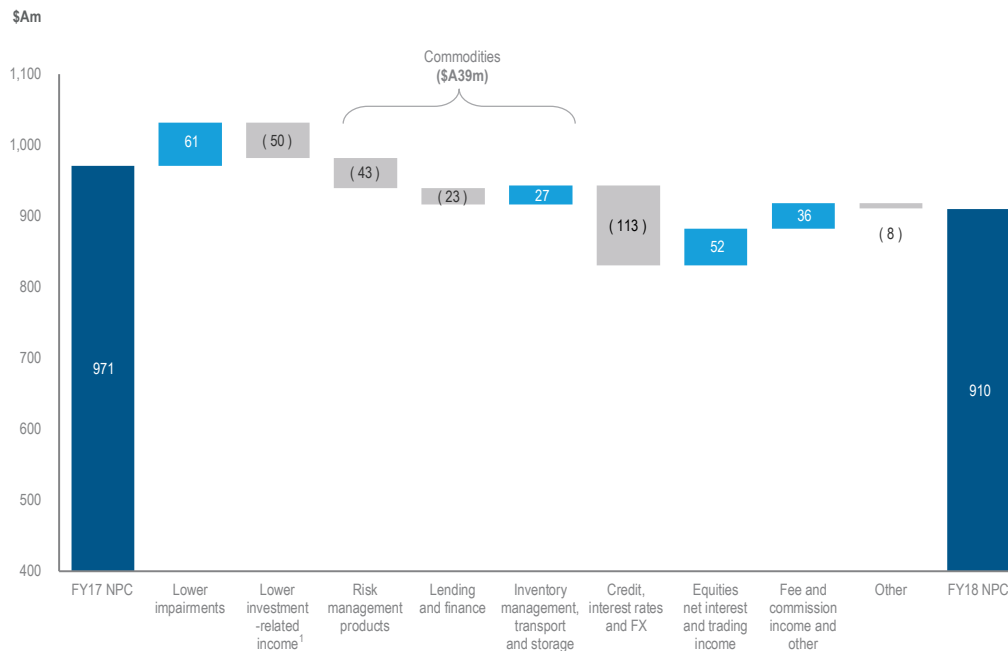 $Am
Commodities
($A39m)
1,100
1,000
900
800
700
600
500
400
971
61
( 50 )
( 43 )
( 23 )
27
( 113 )
52
36
( 8 )
910
FY17 NPC
Lower
impairments
Lower
investment
-related
income1
Risk
management
products
Lending
and finance
Inventory
management,
transport
and storage
Credit,
interest rates
and FX
Equities
net interest
and trading
income
Fee and
commission
income and
other
Other
FY18 NPC